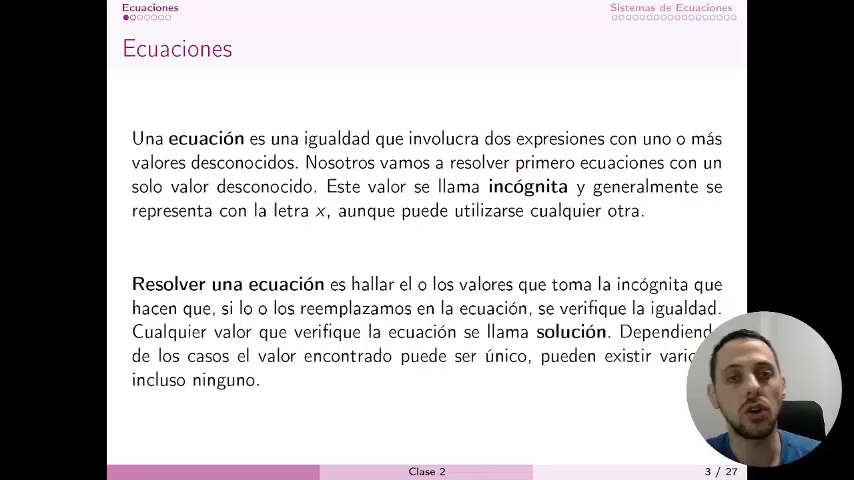 Ecuaciones
Sistemas de Ecuaciones
Ecuaciones
Una ecuación es una igualdad que involucra dos expresiones con uno o más
valores desconocidos. Nosotros vamos a resolver primero ecuaciones con un
solo valor desconocido. Este valor se llama incógnita y generalmente se
representa con la letra x, aunque puede utilizarse cualquier otra.
Resolver una ecuación es hallar el o los valores que toma la incógnita que
hacen que, si lo o los reemplazamos en la ecuación, se verifique la igualdad.
Cualquier valor que verifique la ecuación se llama solución. Dependiend
de los casos el valor encontrado puede ser único, pueden existir vario
incluso ninguno.
Clase 2
3 / 27